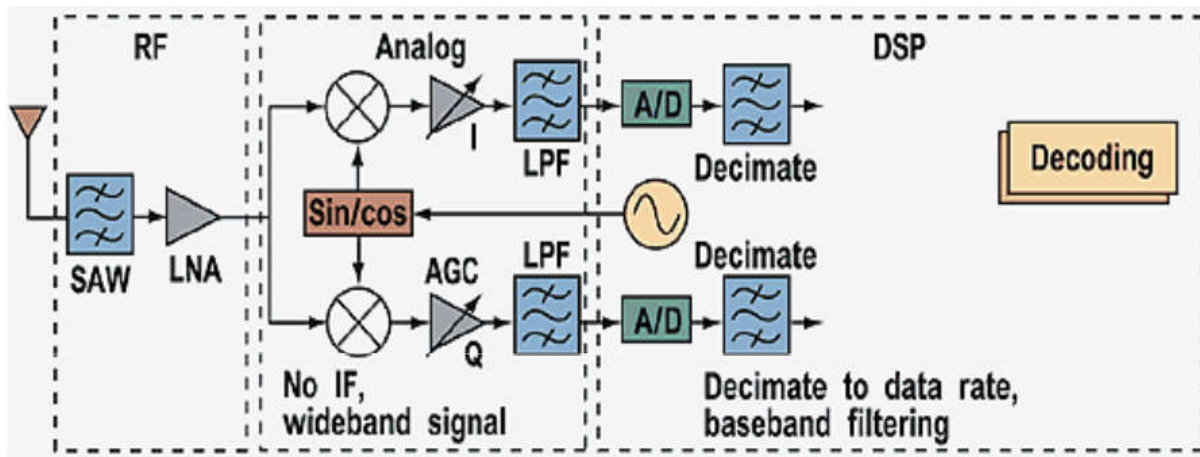 RF
Analog
DSP
I
LPF
A/D
Decimate
Decoding
Sin/cos
SAW
LNA
AGC
Q
LPF
A/D
Decimate
No IF,
wideband signal
Decimate to data rate,
baseband filtering